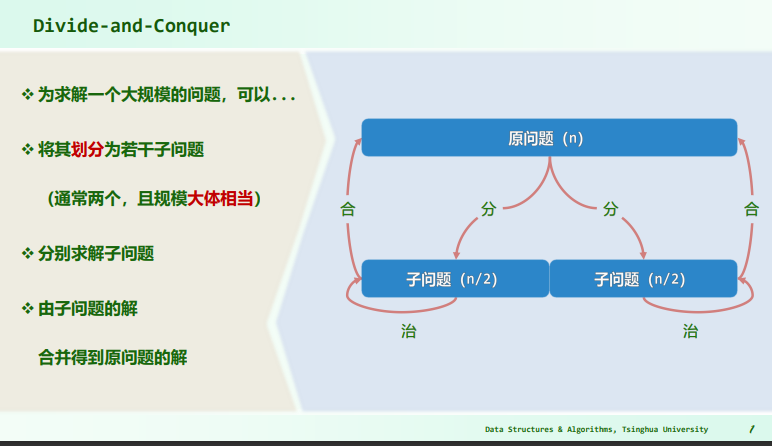 Divide-and-Conquer
❖ 为求解一个大规模的问题，可以...
❖ 将其划分为若干子问题
（通常两个，且规模大体相当）
❖ 分别求解子问题
❖ 由子问题的解
合并得到原问题的解
原问题 (n)
合 分 分 合
子问题 (n/2) 子问题 (n/2)
治 治
Data Structures & Algorithms, Tsinghua University